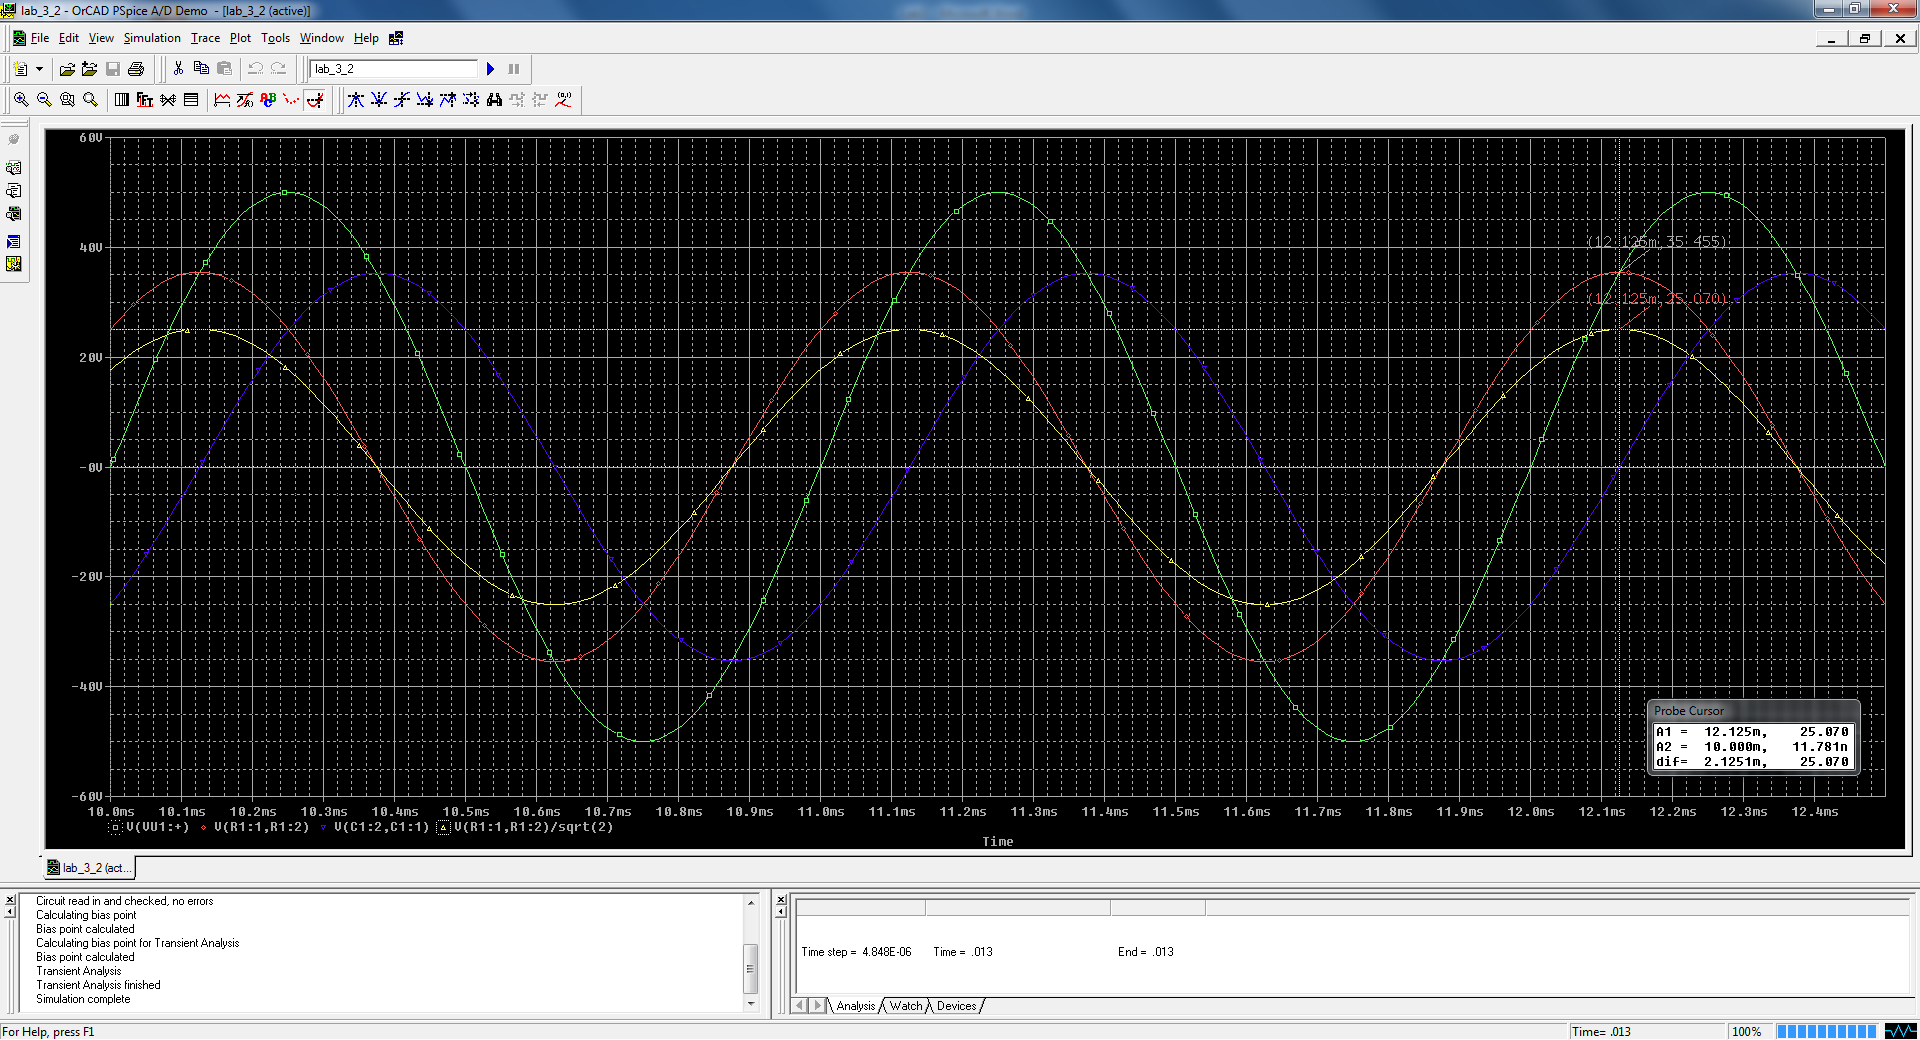 lab_3_2 - OrCAD PSpice A/D Demo - [lab_3_2 (active)]
File Edit View Simulation Trace Plot Tools Window Help
lab_3_2
60V
40V
20V
-0V
-20V
-40V
-60V
(12.125m,35.455)
(12.125m,25.070)
Probe Cursor
A1 = 12.125m, 25.070
A2 = 10.000m, 11.781n
dif= 2.1251m, 25.070
10.0ms 10.1ms 10.2ms 10.3ms 10.4ms 10.5ms 10.6ms 10.7ms 10.8ms 10.9ms 11.0ms 11.1ms 11.2ms 11.3ms 11.4ms 11.5ms 11.6ms 11.7ms 11.8ms 11.9ms 12.0ms 12.1ms 12.2ms 12.3ms 12.4ms
V(VU1:+) V(R1:1,R1:2) V(C1:2,C1:1) V(R1:1,R1:2)/sqrt(2)
Time
lab_3_2 (act...
Circuit read in and checked, no errors
Calculating bias point
Bias point calculated
Calculating bias point for Transient Analysis
Bias point calculated
Transient Analysis
Transient Analysis finished
Simulation complete
Time step = 4.848E-06 Time = .013 End = .013
Analysis Watch Devices
For Help, press F1
Time= .013 100%